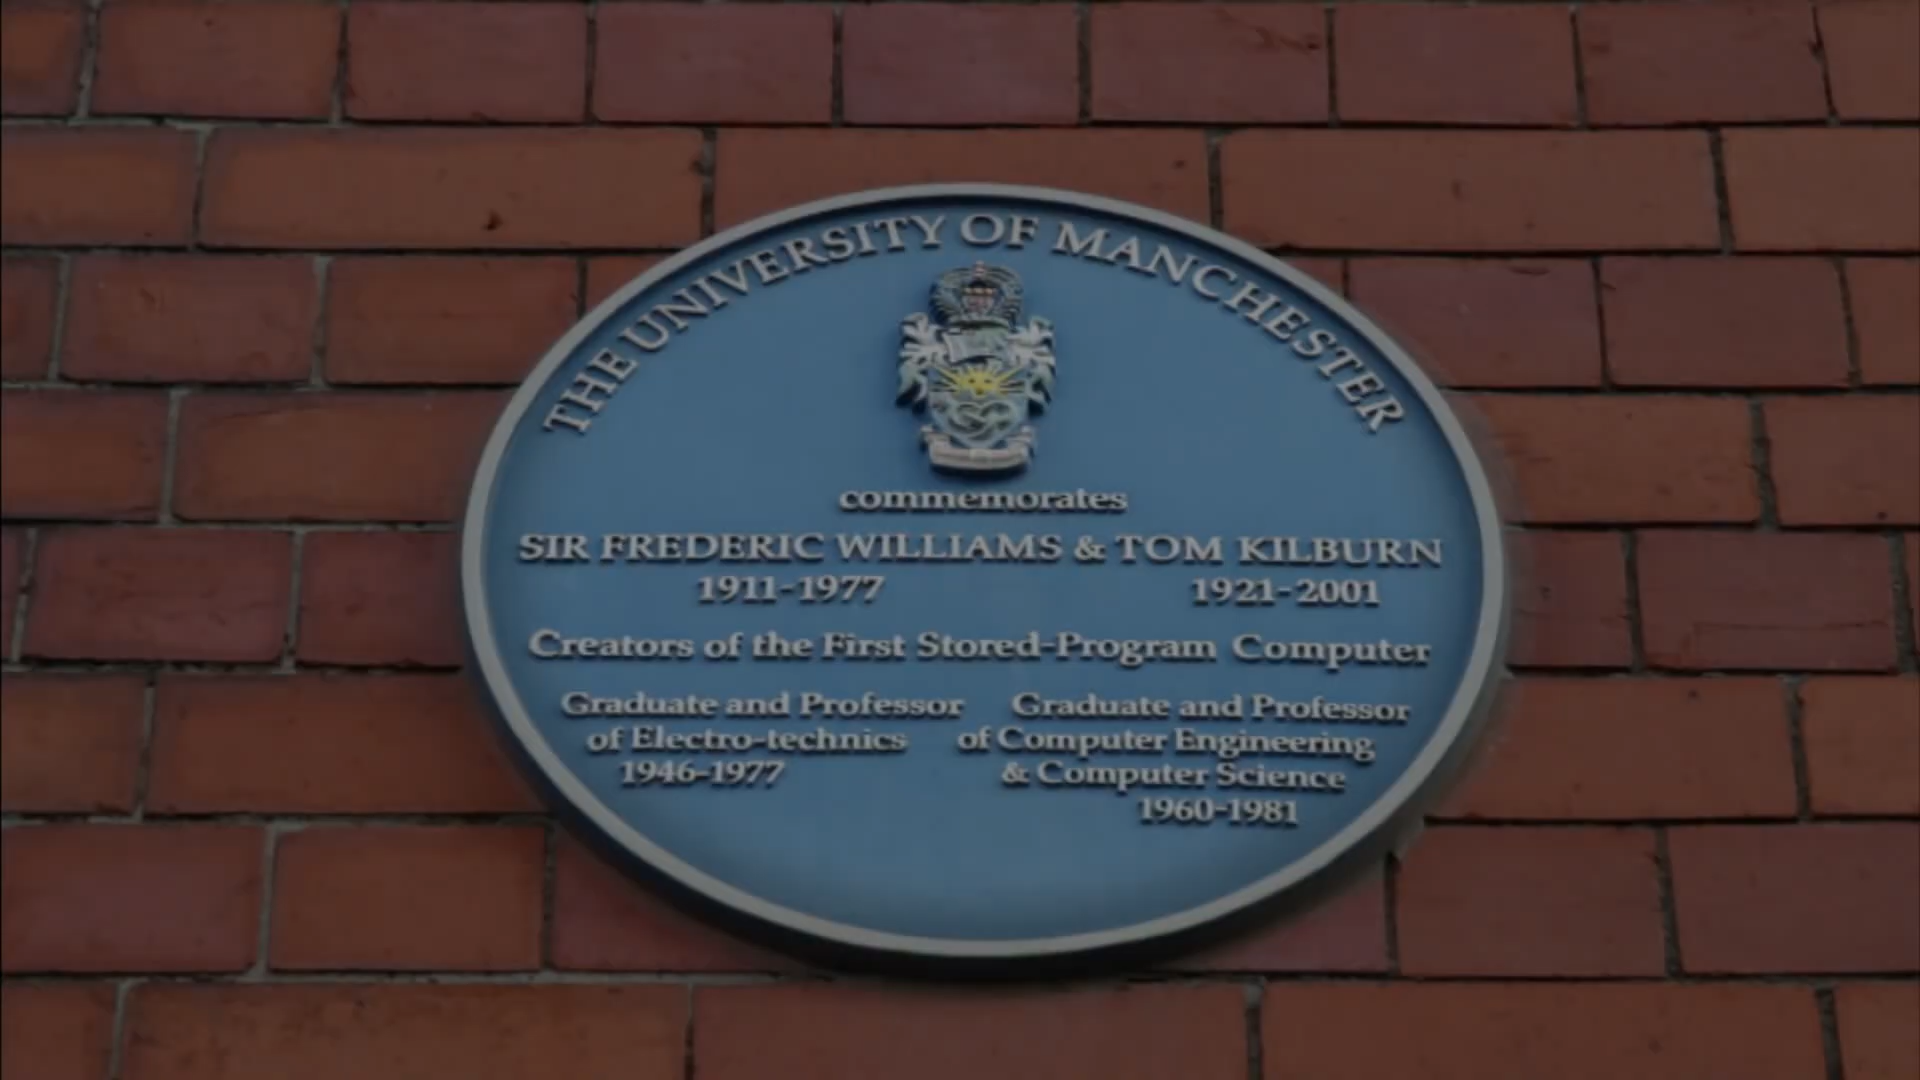 THE UNIVERSITY OF MANCHESTER
commemorates
SIR FREDERIC WILLIAMS & TOM KILBURN
1911-1977 1921-2001
Creators of the First Stored-Program Computer
Graduate and Professor
of Electro-technics
1946-1977
Graduate and Professor
of Computer Engineering
& Computer Science
1960-1981